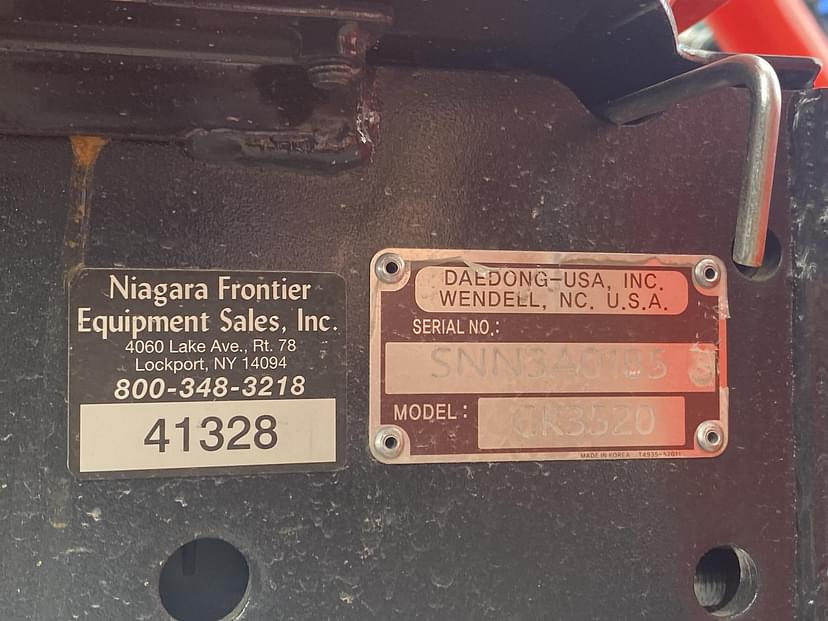 Niagara Frontier
Equipment Sales, Inc.
4060 Lake Ave., Rt. 78
Lockport, NY 14094
800-348-3218
41328
DAEDONG-USA, INC.
WENDELL, NC. U.S.A.
SERIAL NO.:
MODEL: CK3520
MADE IN KOREA